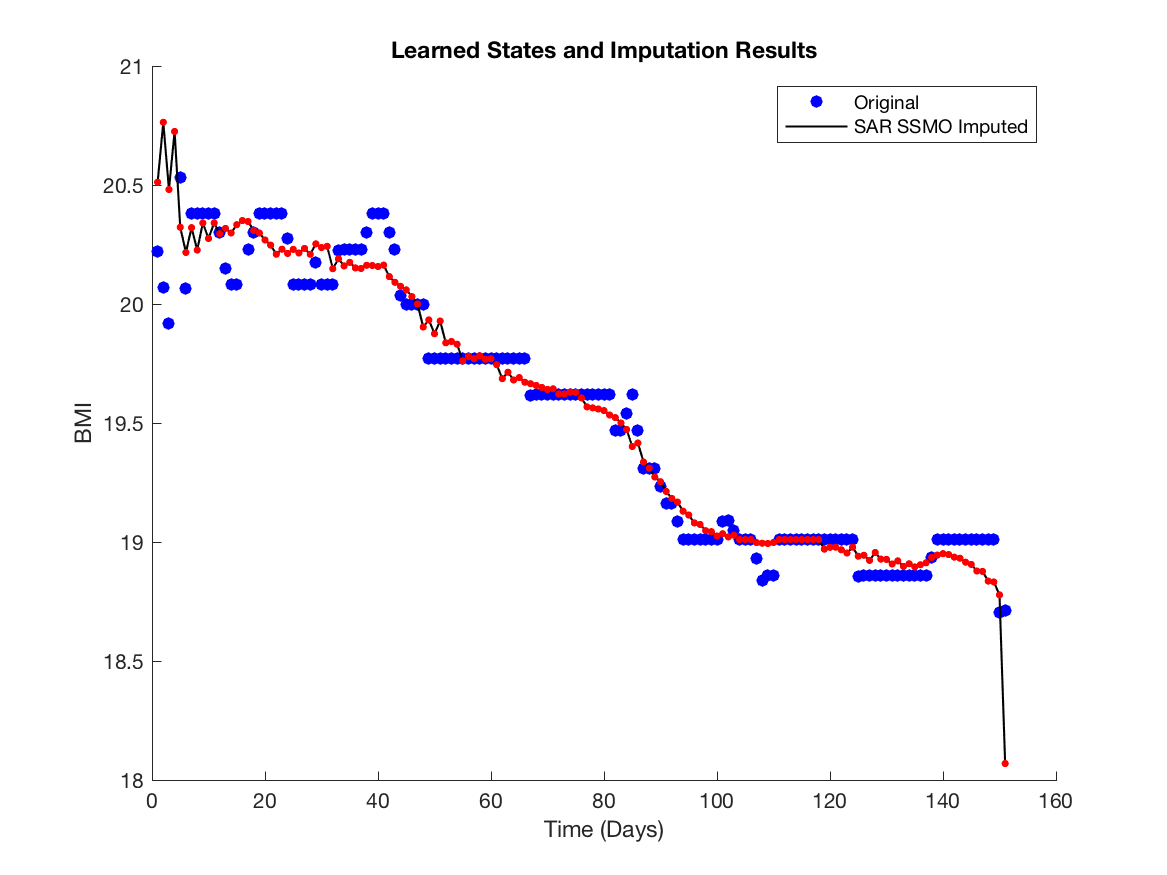 Learned States and Imputation Results
Original
SAR SSMO Imputed
BMI
21
20.5
20
19.5
19
18.5
18
0 20 40 60 80 100 120 140 160
Time (Days)